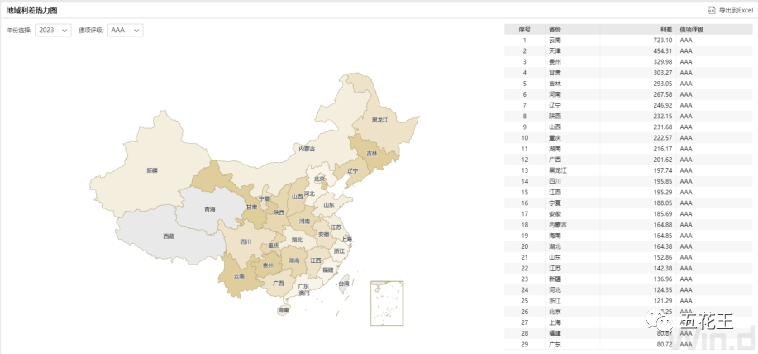 地域利差热力图
导出到Excel
年份选择: 2023 债项评级: AAA
序号 省份 利差 债项评级
1 云南 723.10 AAA
2 天津 454.31 AAA
3 贵州 329.98 AAA
4 甘肃 303.27 AAA
5 吉林 293.05 AAA
6 河南 267.58 AAA
7 辽宁 246.92 AAA
8 陕西 232.15 AAA
9 山西 231.68 AAA
10 重庆 222.57 AAA
11 湖南 216.17 AAA
12 广西 201.62 AAA
13 黑龙江 197.74 AAA
14 四川 195.85 AAA
15 江西 195.29 AAA
16 宁夏 188.05 AAA
17 安徽 185.69 AAA
18 内蒙古 164.88 AAA
19 海南 164.85 AAA
20 湖北 164.38 AAA
21 山东 152.86 AAA
22 江苏 142.38 AAA
23 新疆 136.96 AAA
24 河北 124.35 AAA
25 浙江 121.29 AAA
26 北京 AAA
27 上海 AAA
28 福建 AAA
29 广东 80.72 AAA
黑龙江
内蒙古
吉林
新疆
辽宁
北京
河北
宁夏
山西
山东
青海
甘肃
陕西
河南
江苏
西藏
安徽
上海
四川
重庆
湖北
浙江
贵州
湖南
江西
福建
云南
广西
广东
澳门
台湾
海南
五花王
Win.d